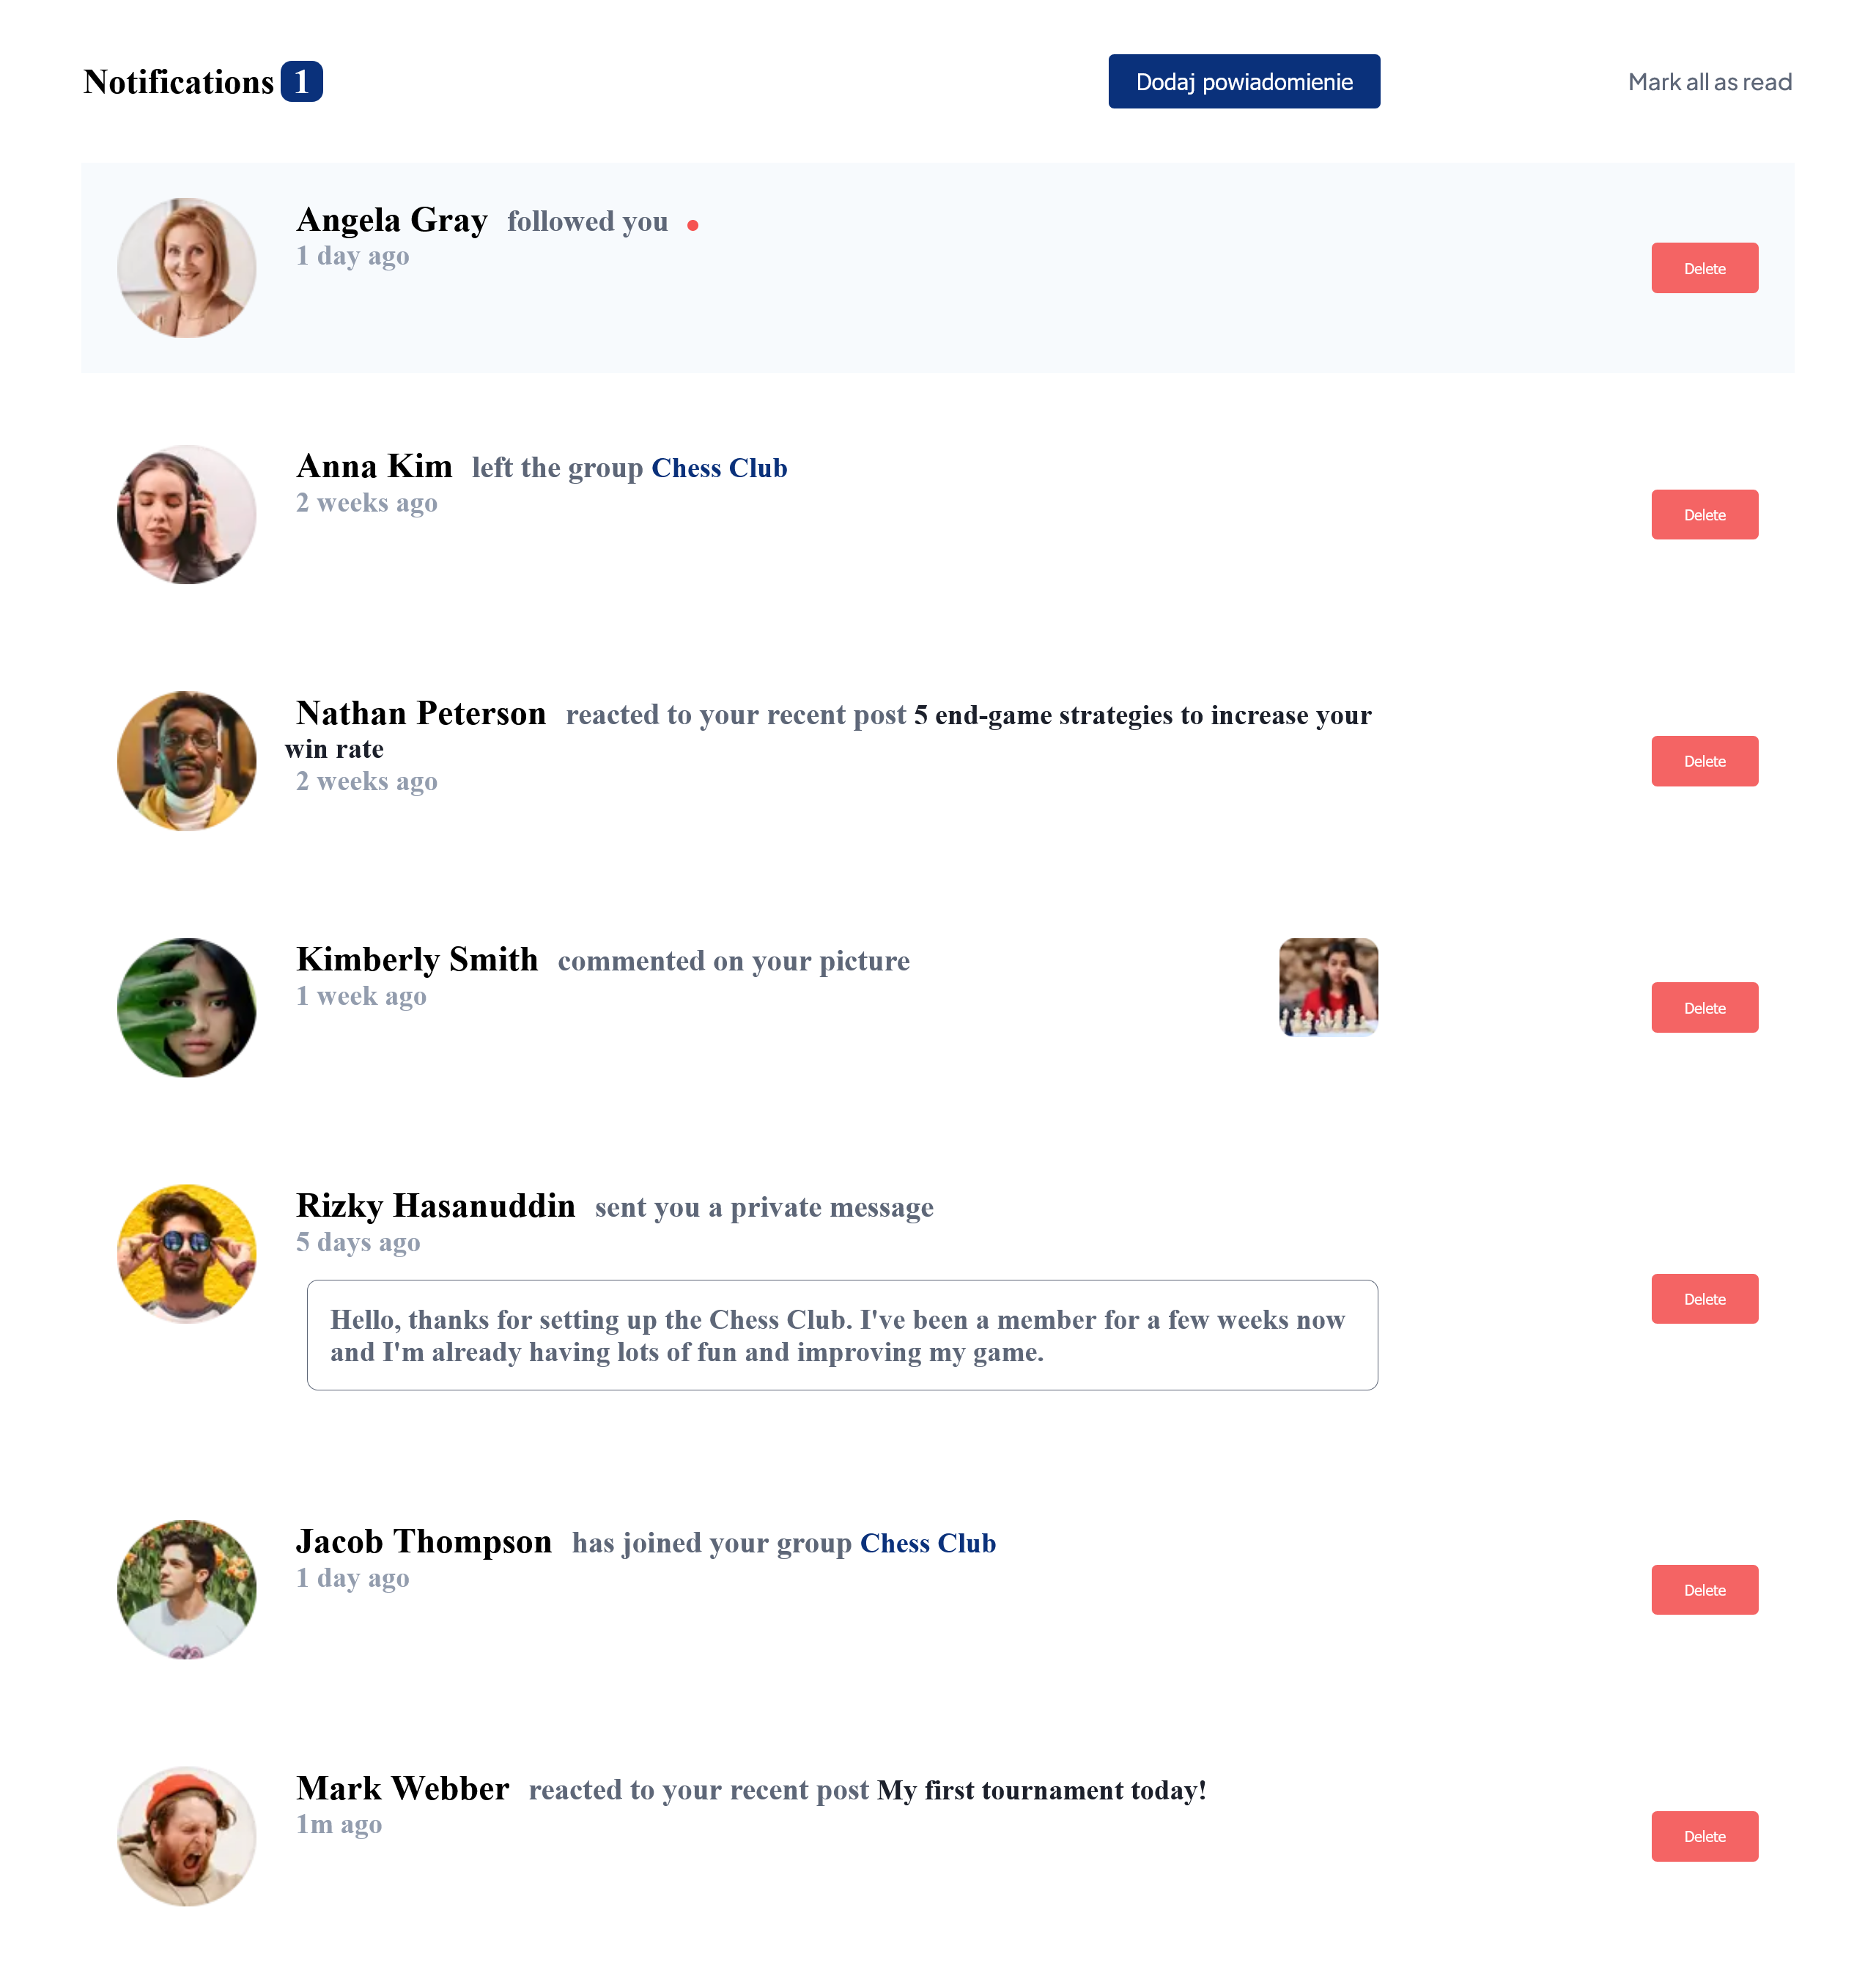 Notifications 1
Dodaj powiadomienie
Mark all as read
Angela Gray followed you
1 day ago
Delete
Anna Kim left the group Chess Club
2 weeks ago
Delete
Nathan Peterson reacted to your recent post 5 end-game strategies to increase your
win rate
2 weeks ago
Delete
Kimberly Smith commented on your picture
1 week ago
Delete
Rizky Hasanuddin sent you a private message
5 days ago
Hello, thanks for setting up the Chess Club. I've been a member for a few weeks now
and I'm already having lots of fun and improving my game.
Delete
Jacob Thompson has joined your group Chess Club
1 day ago
Delete
Mark Webber reacted to your recent post My first tournament today!
1m ago
Delete